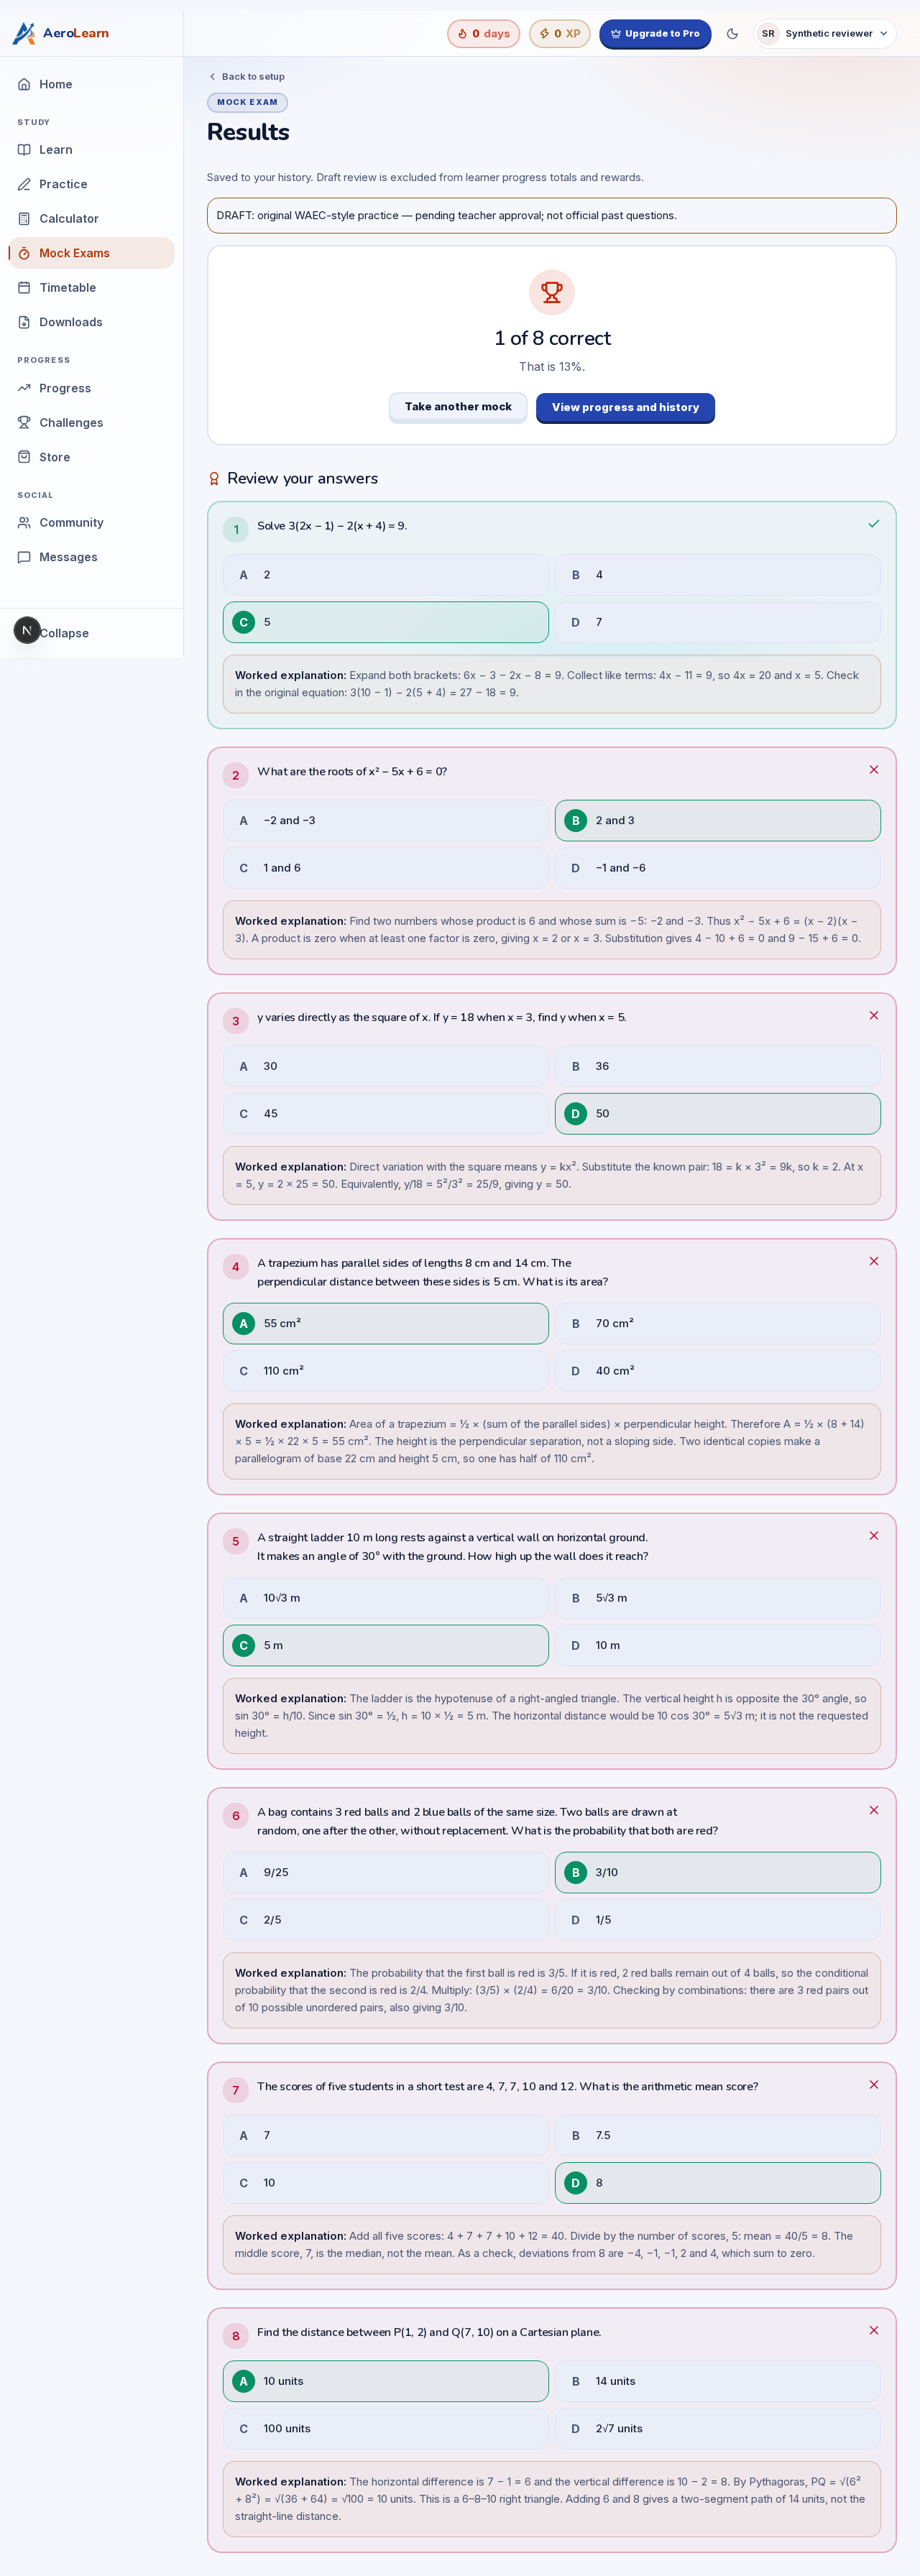 AeroLearn
0 days
0 XP
Upgrade to Pro
SR
Synthetic reviewer
Home
STUDY
Learn
Practice
Calculator
Mock Exams
Timetable
Downloads
PROGRESS
Progress
Challenges
Store
SOCIAL
Community
Messages
N
Collapse
Back to setup
MOCK EXAM
Results
Saved to your history. Draft review is excluded from learner progress totals and rewards.
DRAFT: original WAEC-style practice — pending teacher approval; not official past questions.
1 of 8 correct
That is 13%.
Take another mock
View progress and history
Review your answers
1
Solve 3(2x − 1) − 2(x + 4) = 9.
A 2
B 4
C 5
D 7
Worked explanation: Expand both brackets: 6x − 3 − 2x − 8 = 9. Collect like terms: 4x − 11 = 9, so 4x = 20 and x = 5. Check
in the original equation: 3(10 − 1) − 2(5 + 4) = 27 − 18 = 9.
2
What are the roots of x² − 5x + 6 = 0?
A −2 and −3
B 2 and 3
C 1 and 6
D −1 and −6
Worked explanation: Find two numbers whose product is 6 and whose sum is −5: −2 and −3. Thus x² − 5x + 6 = (x − 2)(x −
3). A product is zero when at least one factor is zero, giving x = 2 or x = 3. Substitution gives 4 − 10 + 6 = 0 and 9 − 15 + 6 = 0.
3
y varies directly as the square of x. If y = 18 when x = 3, find y when x = 5.
A 30
B 36
C 45
D 50
Worked explanation: Direct variation with the square means y = kx². Substitute the known pair: 18 = k × 3² = 9k, so k = 2. At x
= 5, y = 2 × 25 = 50. Equivalently, y/18 = 5²/3² = 25/9, giving y = 50.
4
A trapezium has parallel sides of lengths 8 cm and 14 cm. The
perpendicular distance between these sides is 5 cm. What is its area?
A 55 cm²
B 70 cm²
C 110 cm²
D 40 cm²
Worked explanation: Area of a trapezium = ½ × (sum of the parallel sides) × perpendicular height. Therefore A = ½ × (8 + 14)
× 5 = ½ × 22 × 5 = 55 cm². The height is the perpendicular separation, not a sloping side. Two identical copies make a
parallelogram of base 22 cm and height 5 cm, so one has half of 110 cm².
5
A straight ladder 10 m long rests against a vertical wall on horizontal ground.
It makes an angle of 30° with the ground. How high up the wall does it reach?
A 10√3 m
B 5√3 m
C 5 m
D 10 m
Worked explanation: The ladder is the hypotenuse of a right-angled triangle. The vertical height h is opposite the 30° angle, so
sin 30° = h/10. Since sin 30° = ½, h = 10 × ½ = 5 m. The horizontal distance would be 10 cos 30° = 5√3 m; it is not the requested
height.
6
A bag contains 3 red balls and 2 blue balls of the same size. Two balls are drawn at
random, one after the other, without replacement. What is the probability that both are red?
A 9/25
B 3/10
C 2/5
D 1/5
Worked explanation: The probability that the first ball is red is 3/5. If it is red, 2 red balls remain out of 4 balls, so the conditional
probability that the second is red is 2/4. Multiply: (3/5) × (2/4) = 6/20 = 3/10. Checking by combinations: there are 3 red pairs out
of 10 possible unordered pairs, also giving 3/10.
7
The scores of five students in a short test are 4, 7, 7, 10 and 12. What is the arithmetic mean score?
A 7
B 7.5
C 10
D 8
Worked explanation: Add all five scores: 4 + 7 + 7 + 10 + 12 = 40. Divide by the number of scores, 5: mean = 40/5 = 8. The
middle score, 7, is the median, not the mean. As a check, deviations from 8 are −4, −1, −1, 2 and 4, which sum to zero.
8
Find the distance between P(1, 2) and Q(7, 10) on a Cartesian plane.
A 10 units
B 14 units
C 100 units
D 2√7 units
Worked explanation: The horizontal difference is 7 − 1 = 6 and the vertical difference is 10 − 2 = 8. By Pythagoras, PQ = √(6²
+ 8²) = √(36 + 64) = √100 = 10 units. This is a 6–8–10 right triangle. Adding 6 and 8 gives a two-segment path of 14 units, not the
straight-line distance.